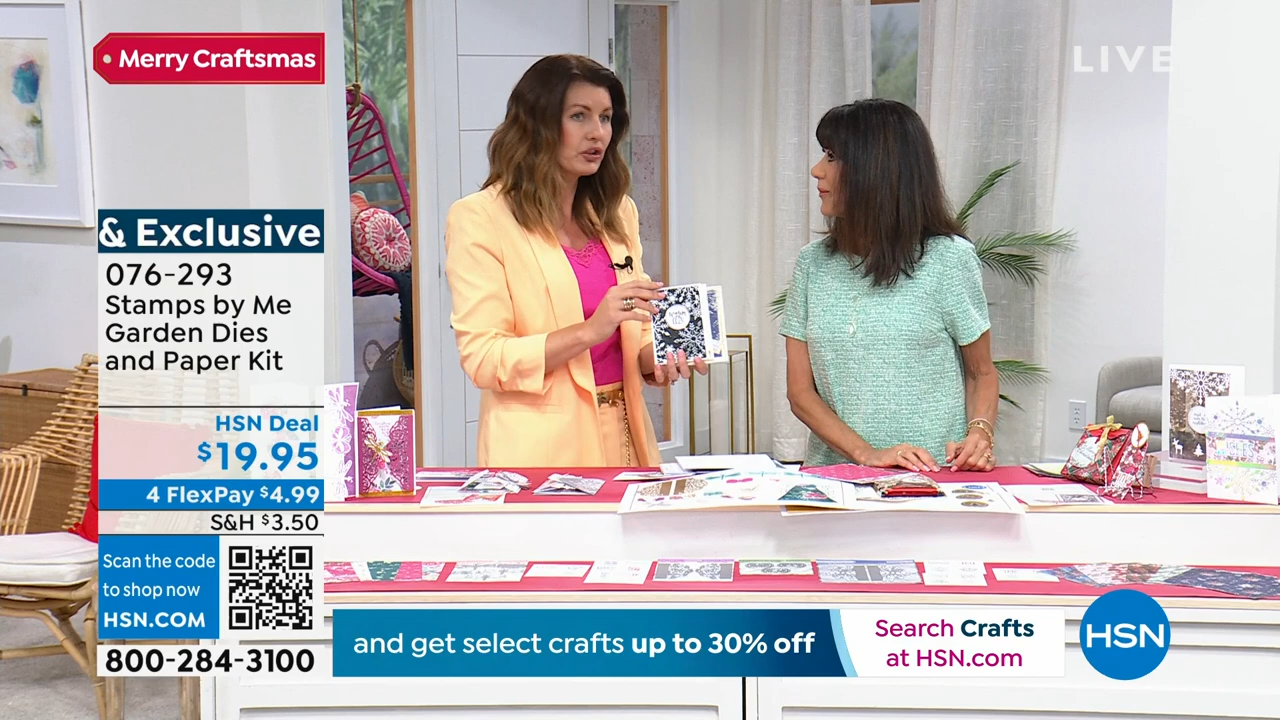 Merry Craftsmas
LIVE
& Exclusive
076-293
Stamps by Me
Garden Dies
and Paper Kit
HSN Deal
$19.95
4 FlexPay $4.99
S&H $3.50
Scan the code
to shop now
HSN.COM
800-284-3100
and get select crafts up to 30% off
Search Crafts
at HSN.com
HSN